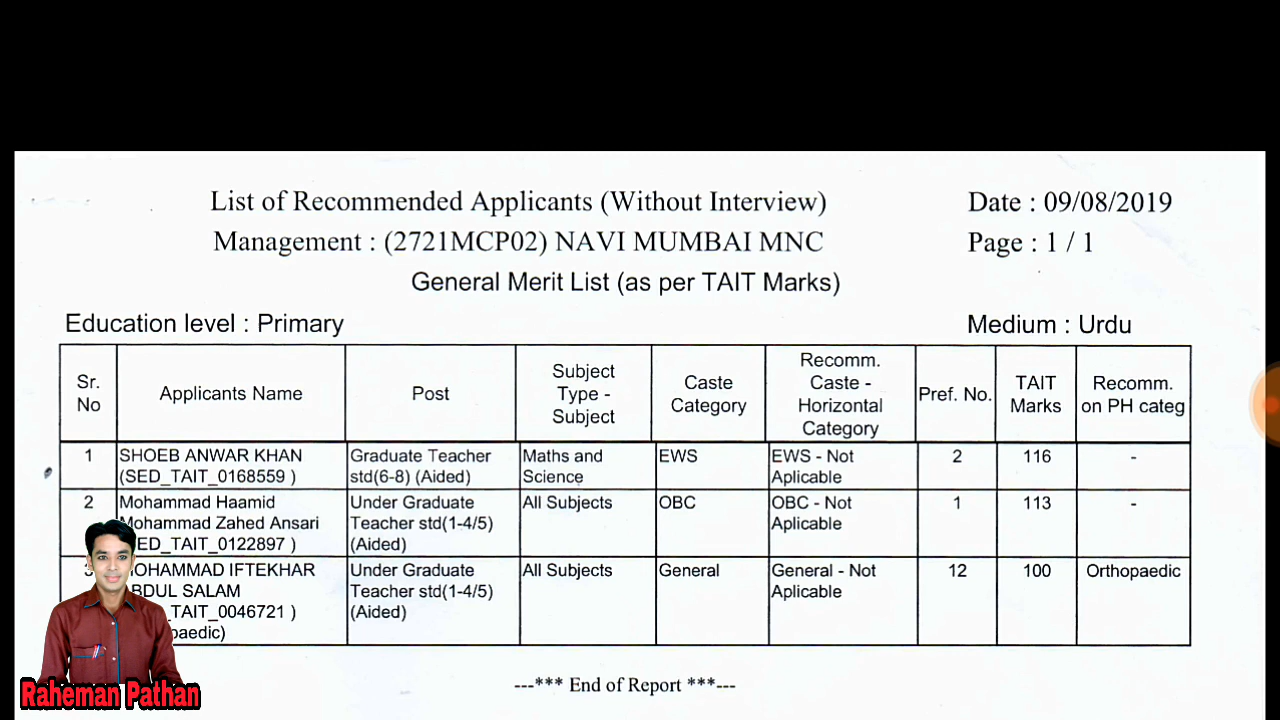 List of Recommended Applicants (Without Interview) Date : 09/08/2019
Management : (2721MCP02) NAVI MUMBAI MNC Page : 1 / 1
General Merit List (as per TAIT Marks)
Education level : Primary Medium : Urdu
Sr. No Applicants Name Post Subject Type - Subject Caste Category Recomm. Caste - Horizontal Category Pref. No. TAIT Marks Recomm. on PH categ
1 SHOEB ANWAR KHAN Graduate Teacher Maths and EWS EWS - Not 2 116 -
(SED_TAIT_0168559 ) std(6-8) (Aided) Science Aplicable
2 Mohammad Haamid Under Graduate All Subjects OBC OBC - Not 1 113 -
Mohammad Zahed Ansari Teacher std(1-4/5) Aplicable
_TAIT_0122897 ) (Aided)
IFTEKHAR Under Graduate All Subjects General General - Not 12 100 Orthopaedic
SALAM Teacher std(1-4/5) Aplicable
_TAIT_0046721 ) (Aided)
---*** End of Report ***---
Raheman Pathan